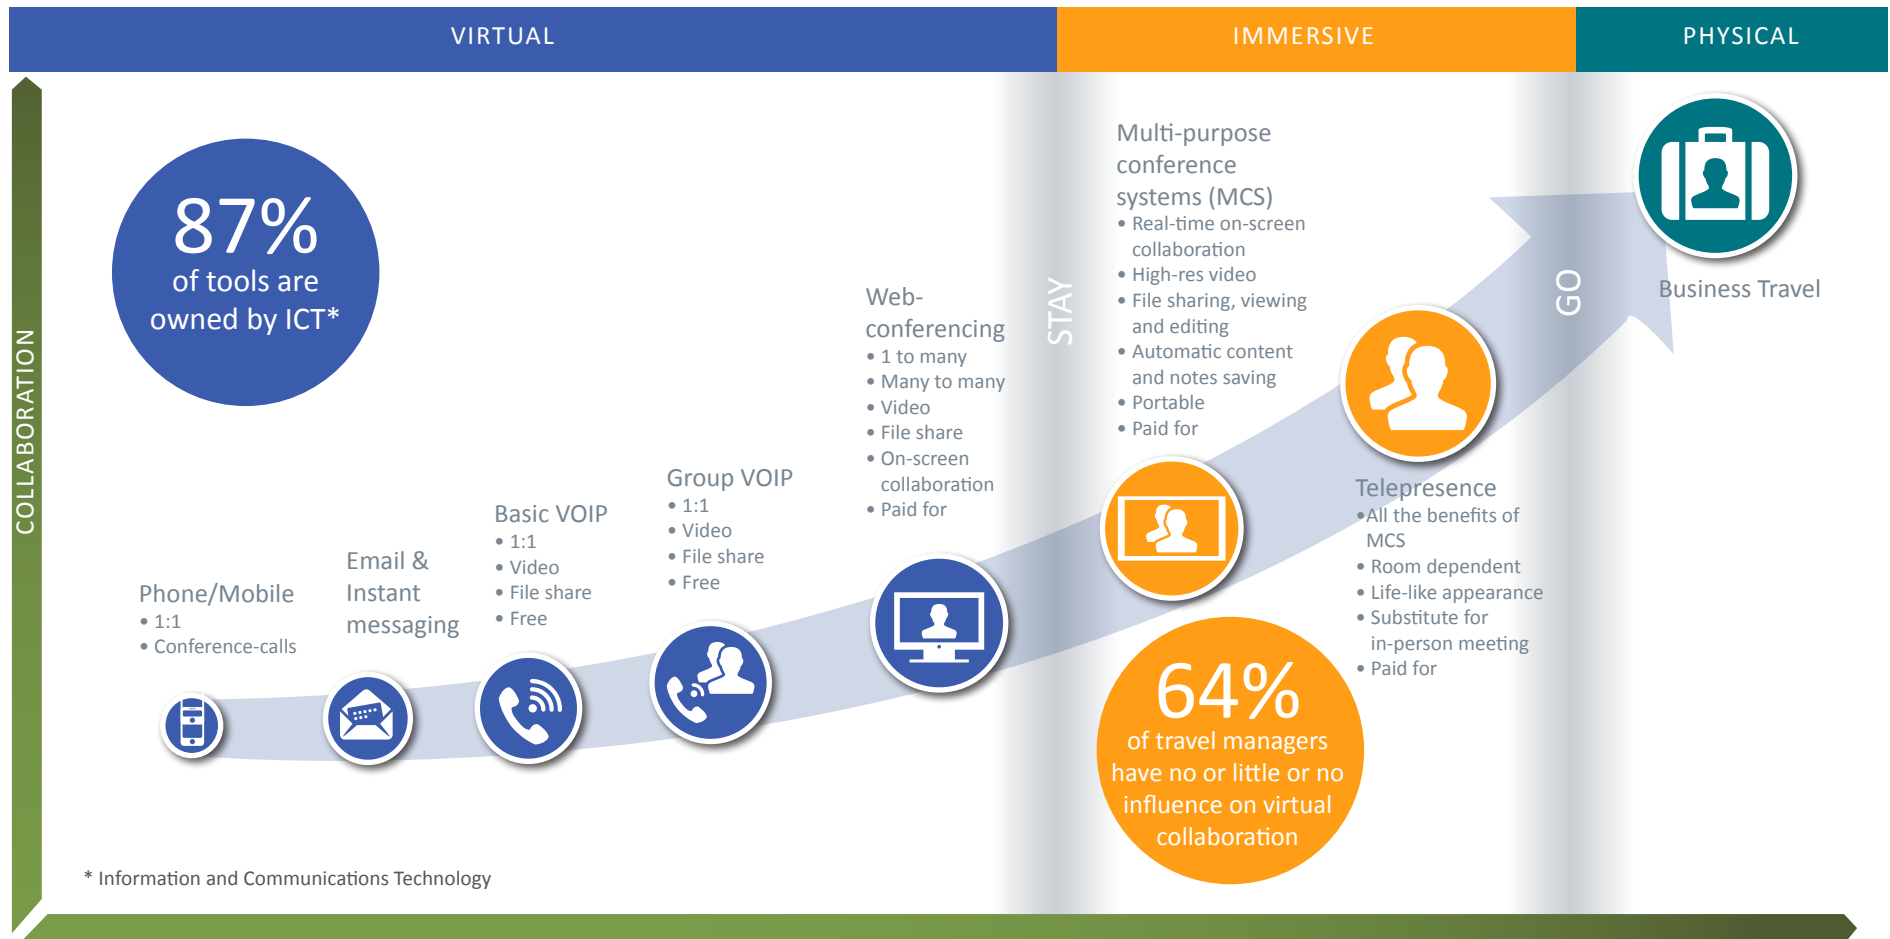 VIRTUAL
IMMERSIVE
PHYSICAL
COLLABORATION
87%
of tools are
owned by ICT*
Phone/Mobile
• 1:1
• Conference-calls
Email &
Instant
messaging
Basic VOIP
• 1:1
• Video
• File share
• Free
Group VOIP
• 1:1
• Video
• File share
• Free
Web-
conferencing
• 1 to many
• Many to many
• Video
• File share
• On-screen
collaboration
• Paid for
STAY
Multi-purpose
conference
systems (MCS)
• Real-time on-screen
collaboration
• High-res video
• File sharing, viewing
and editing
• Automatic content
and notes saving
• Portable
• Paid for
64%
of travel managers
have no or little or no
influence on virtual
collaboration
Telepresence
•All the benefits of
MCS
• Room dependent
• Life-like appearance
• Substitute for
in-person meeting
• Paid for
GO
Business Travel
* Information and Communications Technology